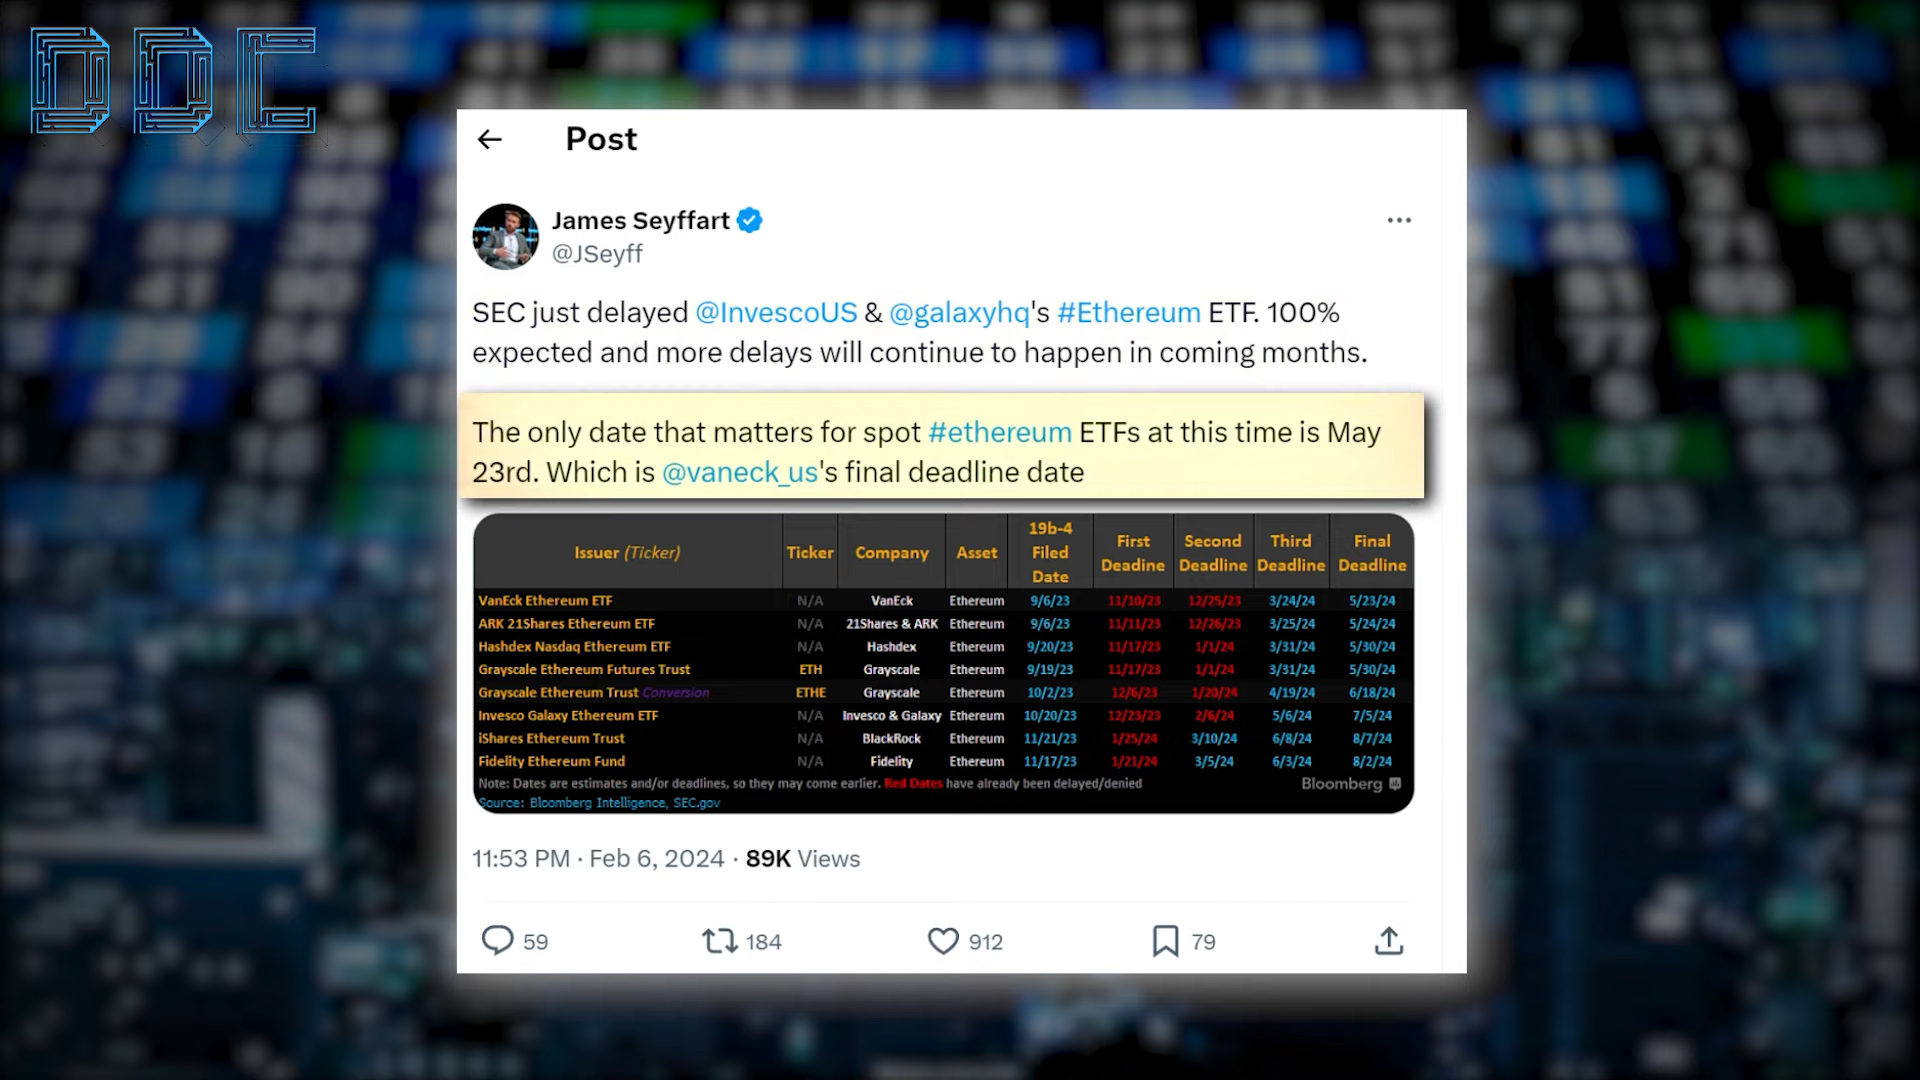 DDC
Post
James Seyffart
@JSeyff
SEC just delayed @InvescoUS & @galaxyhq's #Ethereum ETF. 100%
expected and more delays will continue to happen in coming months.
The only date that matters for spot #ethereum ETFs at this time is May
23rd. Which is @vaneck_us's final deadline date
Issuer (Ticker) Ticker Company Asset 19b-4 Filed Date First Deadine Second Deadline Third Deadline Final Deadline
VanEck Ethereum ETF N/A VanEck Ethereum 9/6/23 11/10/23 12/25/23 3/24/24 5/23/24
ARK 21Shares Ethereum ETF N/A 21Shares & ARK Ethereum 9/6/23 11/11/23 12/26/23 3/25/24 5/24/24
Hashdex Nasdaq Ethereum ETF N/A Hashdex Ethereum 9/20/23 11/17/23 1/1/24 3/31/24 5/30/24
Grayscale Ethereum Futures Trust ETH Grayscale Ethereum 9/19/23 11/17/23 1/1/24 3/31/24 5/30/24
Grayscale Ethereum Trust Conversion ETHE Grayscale Ethereum 10/2/23 12/6/23 1/20/24 4/19/24 6/18/24
Invesco Galaxy Ethereum ETF N/A Invesco & Galaxy Ethereum 10/20/23 12/23/23 2/6/24 5/6/24 7/5/24
iShares Ethereum Trust N/A BlackRock Ethereum 11/21/23 1/25/24 3/10/24 6/8/24 8/7/24
Fidelity Ethereum Fund N/A Fidelity Ethereum 11/17/23 1/21/24 3/5/24 6/3/24 8/2/24
Note: Dates are estimates and/or deadlines, so they may come earlier. Red Dates have already been delayed/denied Bloomberg
Source: Bloomberg Intelligence, SEC.gov
11:53 PM · Feb 6, 2024 · 89K Views
59 184 912 79